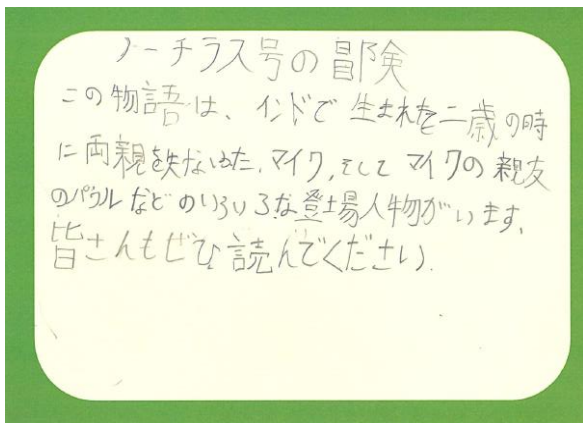 ノーチラス号の冒険
この物語は、インドで生まれた二歳の時
に両親を失なった、マイク、そしてマイクの親友
のパウルなどのいろいろな登場人物がいます。
皆さんもぜひ読んでください。